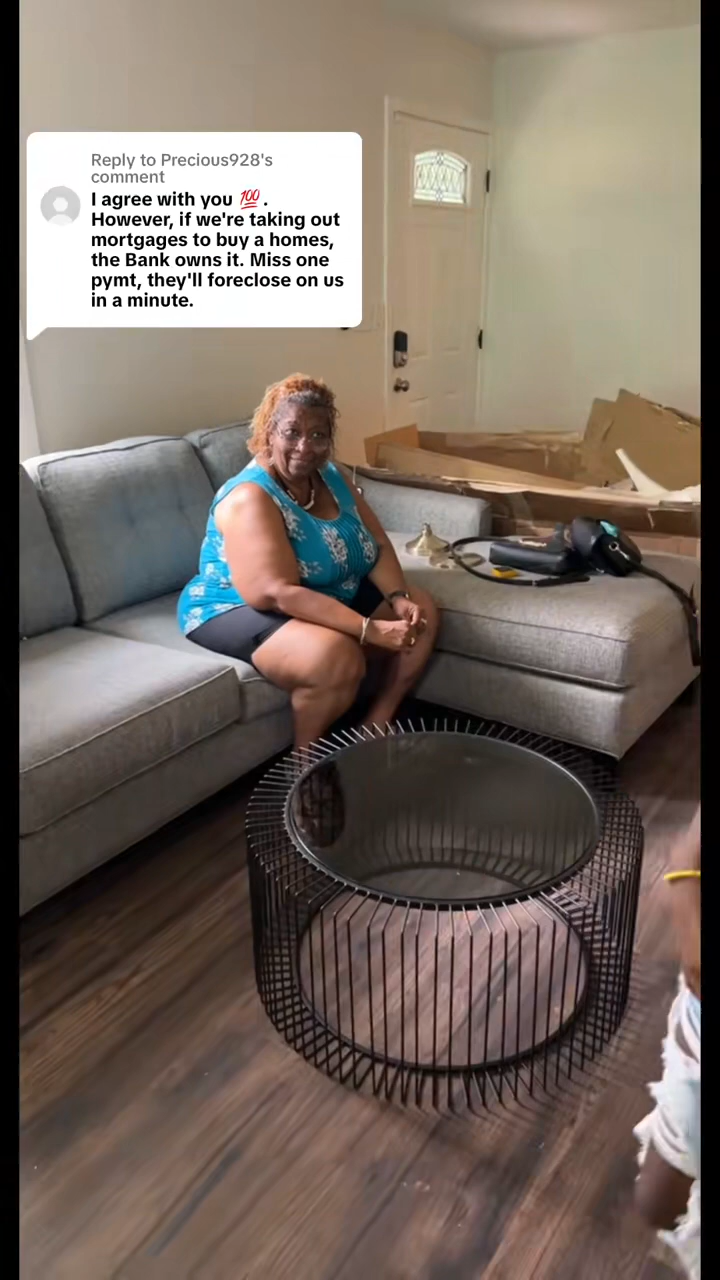 Reply to Precious928's
comment
I agree with you 💯 .
However, if we're taking out
mortgages to buy a homes,
the Bank owns it. Miss one
pymt, they'll foreclose on us
in a minute.